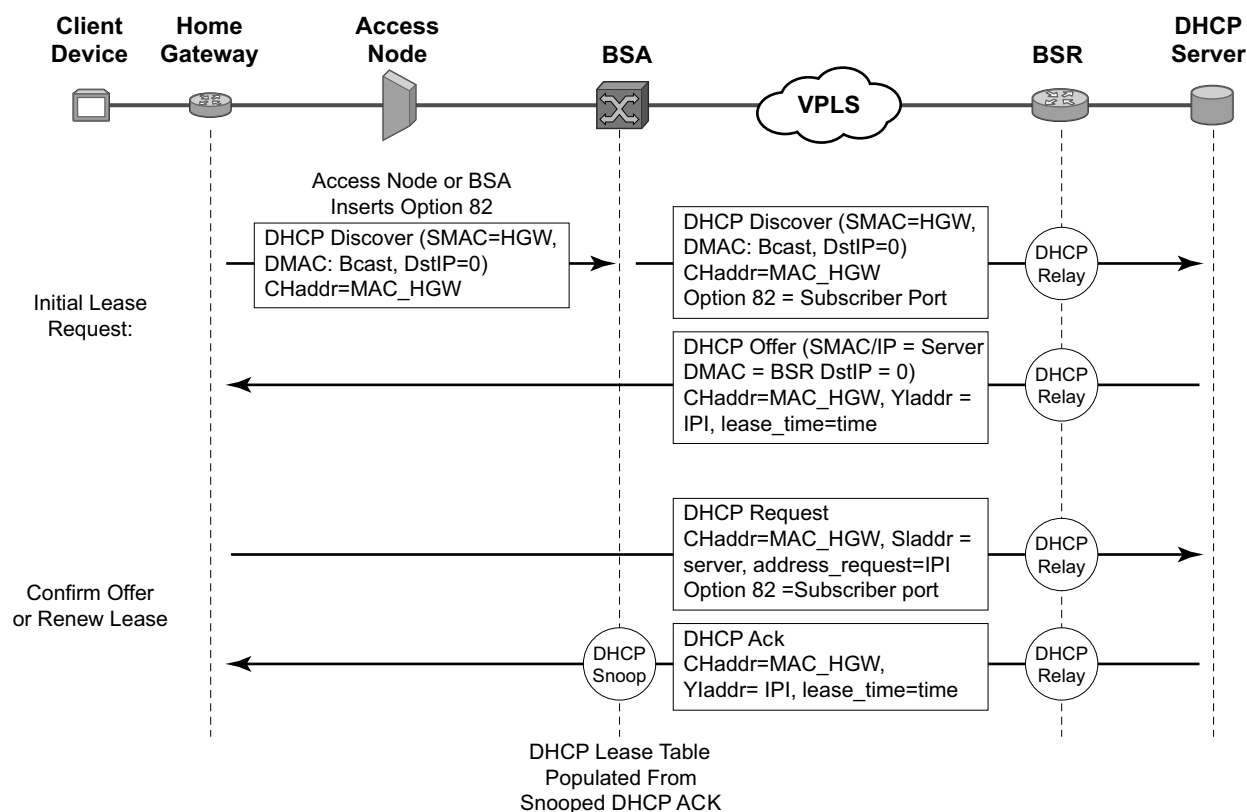 Client
Device
Home
Gateway
Access
Node
BSA
VPLS
BSR
DHCP
Server
Access Node or BSA
Inserts Option 82
DHCP Discover (SMAC=HGW,
DMAC: Bcast, DstIP=0)
CHaddr=MAC_HGW
DHCP Discover (SMAC=HGW,
DMAC: Bcast, DstIP=0)
CHaddr=MAC_HGW
Option 82 = Subscriber Port
DHCP
Relay
Initial Lease
Request:
DHCP Offer (SMAC/IP = Server
DMAC = BSR DstIP = 0)
CHaddr=MAC_HGW, YIaddr =
IPI, lease_time=time
DHCP
Relay
Confirm Offer
or Renew Lease
DHCP Request
CHaddr=MAC_HGW, SIaddr =
server, address_request=IPI
Option 82 =Subscriber port
DHCP
Relay
DHCP
Snoop
DHCP Ack
CHaddr=MAC_HGW,
YIaddr= IPI, lease_time=time
DHCP
Relay
DHCP Lease Table
Populated From
Snooped DHCP ACK